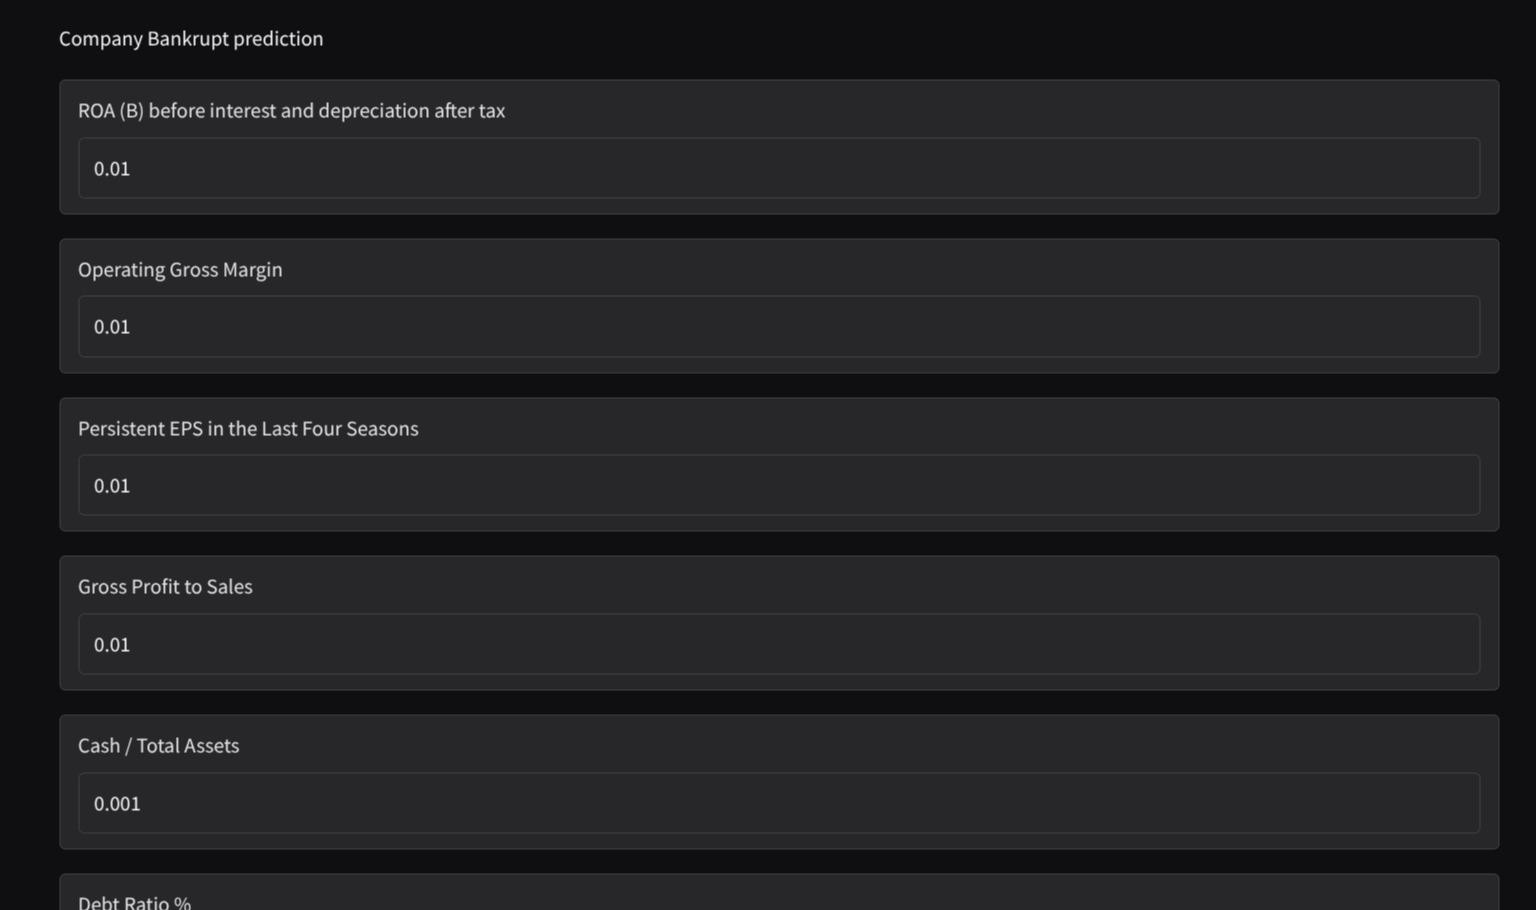 Company Bankrupt prediction
ROA (B) before interest and depreciation after tax
0.01
Operating Gross Margin
0.01
Persistent EPS in the Last Four Seasons
0.01
Gross Profit to Sales
0.01
Cash / Total Assets
0.001
Debt Ratio %